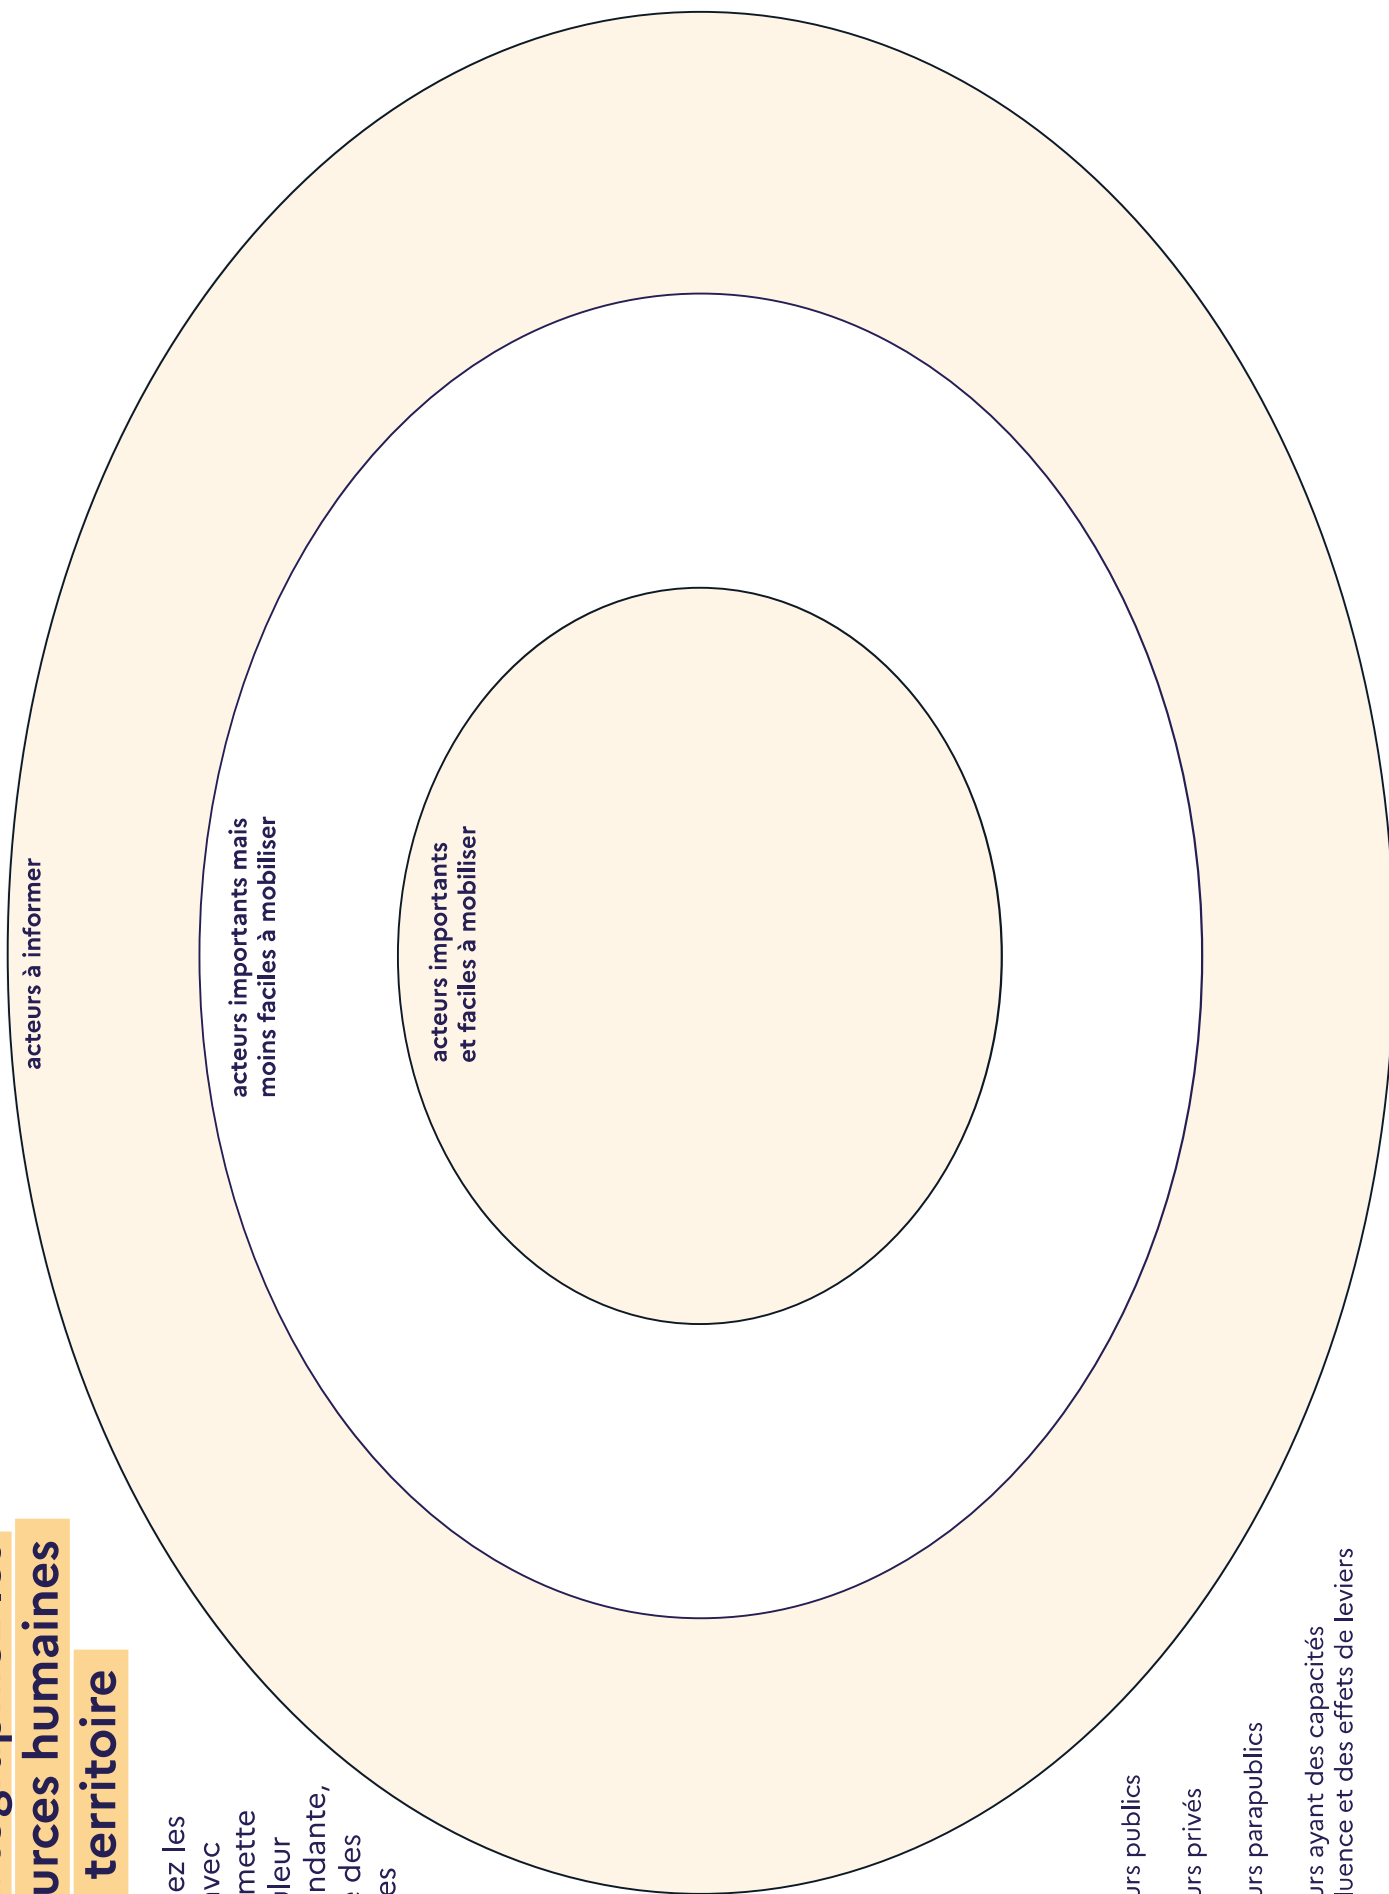 urces humaines
territoire
ez les
avec
mette
uleur
ndante,
des
es
acteurs à informer
acteurs importants mais
moins faciles à mobiliser
acteurs importants
et faciles à mobiliser
urs publics
urs privés
urs parapublics
urs ayant des capacités
luence et des effets de leviers